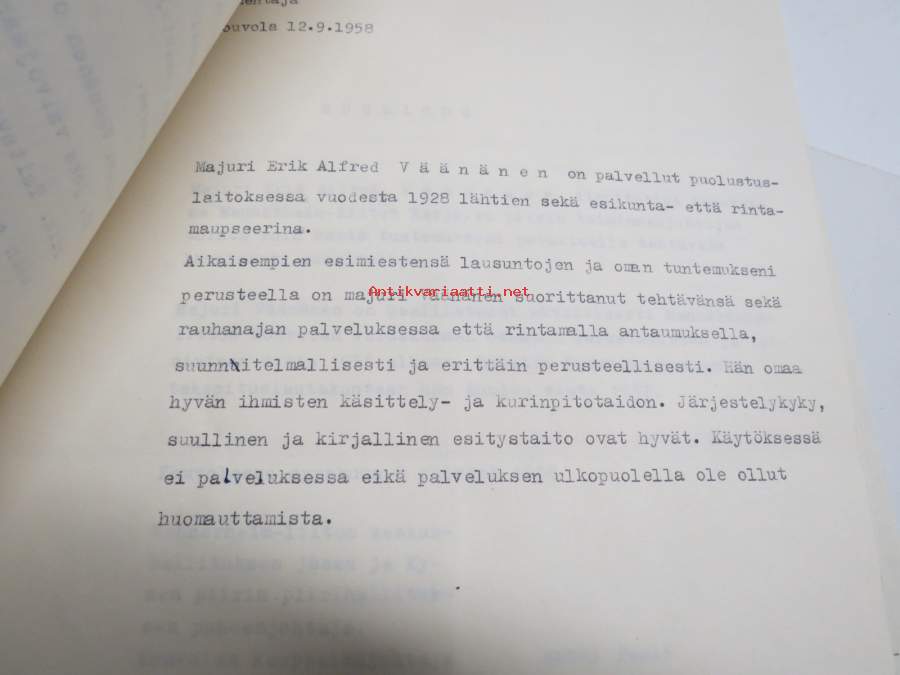 ouvola 12.9.1958
Majuri Erik Alfred V ä ä n ä n e n on palvellut puolustus-
laitoksessa vuodesta 1928 lähtien sekä esikunta- että rinta-
maupseerina.
Aikaisempien esimiestensä lausuntojen ja oman tuntemukseni
Antikvariaatti.net
perusteella on majuri Väänänen suorittanut tehtävänsä sekä
rauhanajan palveluksessa että rintamalla antaumuksella,
suunnitelmallisesti ja erittäin perusteellisesti. Hän omaa
hyvän ihmisten käsittely- ja kurinpitotaidon. Järjestelykyky,
suullinen ja kirjallinen esitystaito ovat hyvät. Käytöksessä
ei palveluksessa eikä palveluksen ulkopuolella ole ollut
huomauttamista.